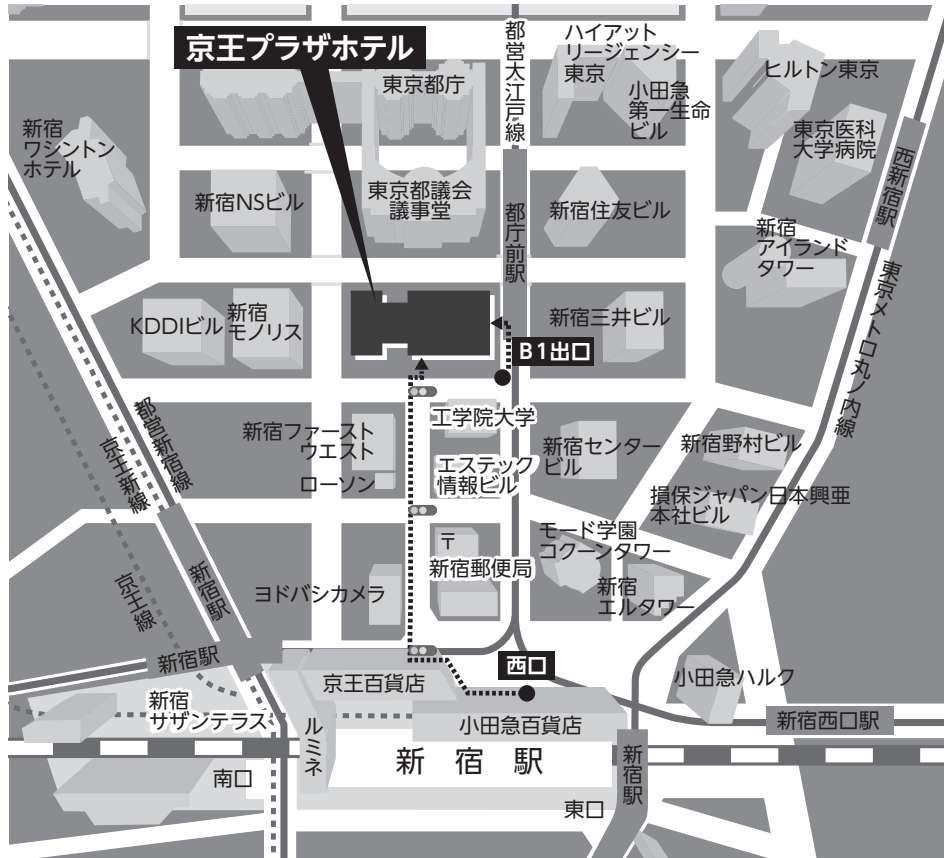 京王プラザホテル
都営大江戸線
ハイアット
リージェンシー
東京
小田急
第一生命
ビル
ヒルトン東京
東京都庁
新宿
ワシントン
ホテル
東京医科
大学病院
西新宿駅
新宿NSビル
東京都議会
議事堂
都庁前駅
新宿住友ビル
新宿
アイランド
タワー
東京メトロ丸ノ内線
KDDIビル
新宿
モノリス
新宿三井ビル
B1出口
都営新宿線
京王新線
新宿ファースト
ウエスト
ローソン
工学院大学
エステック
情報ビル
新宿センター
ビル
新宿野村ビル
損保ジャパン日本興亜
本社ビル
〒
新宿郵便局
モード学園
コクーンタワー
新宿
エルタワー
ヨドバシカメラ
新宿駅
京王線
新宿駅
西口
京王百貨店
小田急ハルク
新宿
サザンテラス
ルミネ
小田急百貨店
新宿西口駅
新宿駅
新宿駅
南口
東口